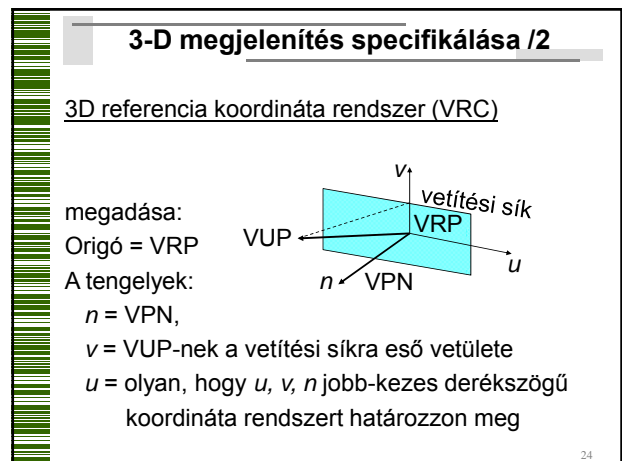 3-D megjelenítés specifikálása /2
3D referencia koordináta rendszer (VRC)
v
vetítési sík
megadása:
VRP
VUP
Origó = VRP
u
A tengelyek:
n
VPN
n = VPN,
v = VUP-nek a vetítési síkra eső vetülete
u = olyan, hogy u, v, n jobb-kezes derékszögű
koordináta rendszert határozzon meg
24